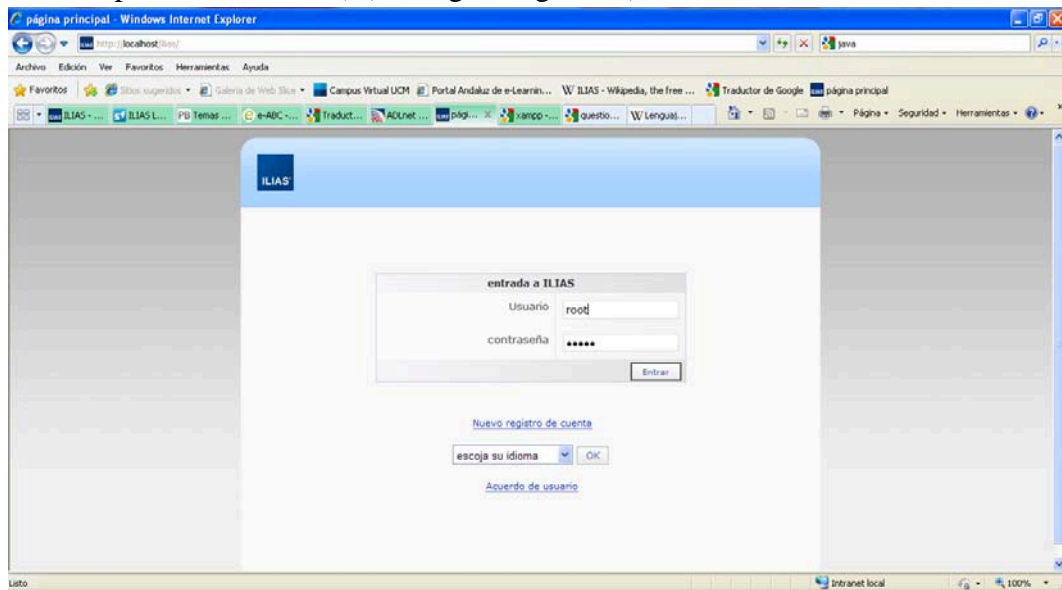 página principal - Windows Internet Explorer
http://localhost/ilias/
java
Archivo Edición Ver Favoritos Herramientas Ayuda
Favoritos Sitios sugeridos Galería de Web Slice Campus Virtual UCM Portal Andaluz de e-Learnin... W ILIAS - Wikipedia, the free ... Traductor de Google página principal
ILIAS - ... ILIAS L... PB Temas ... e-ABC -... Traduct... ADLnet ... pági... xampp -... questio... W Lenguaj... Página Seguridad Herramientas
ILIAS
entrada a ILIAS
Usuario root
contraseña •••••
Entrar
Nuevo registro de cuenta
escoja su idioma OK
Acuerdo de usuario
Listo Intranet local 100%